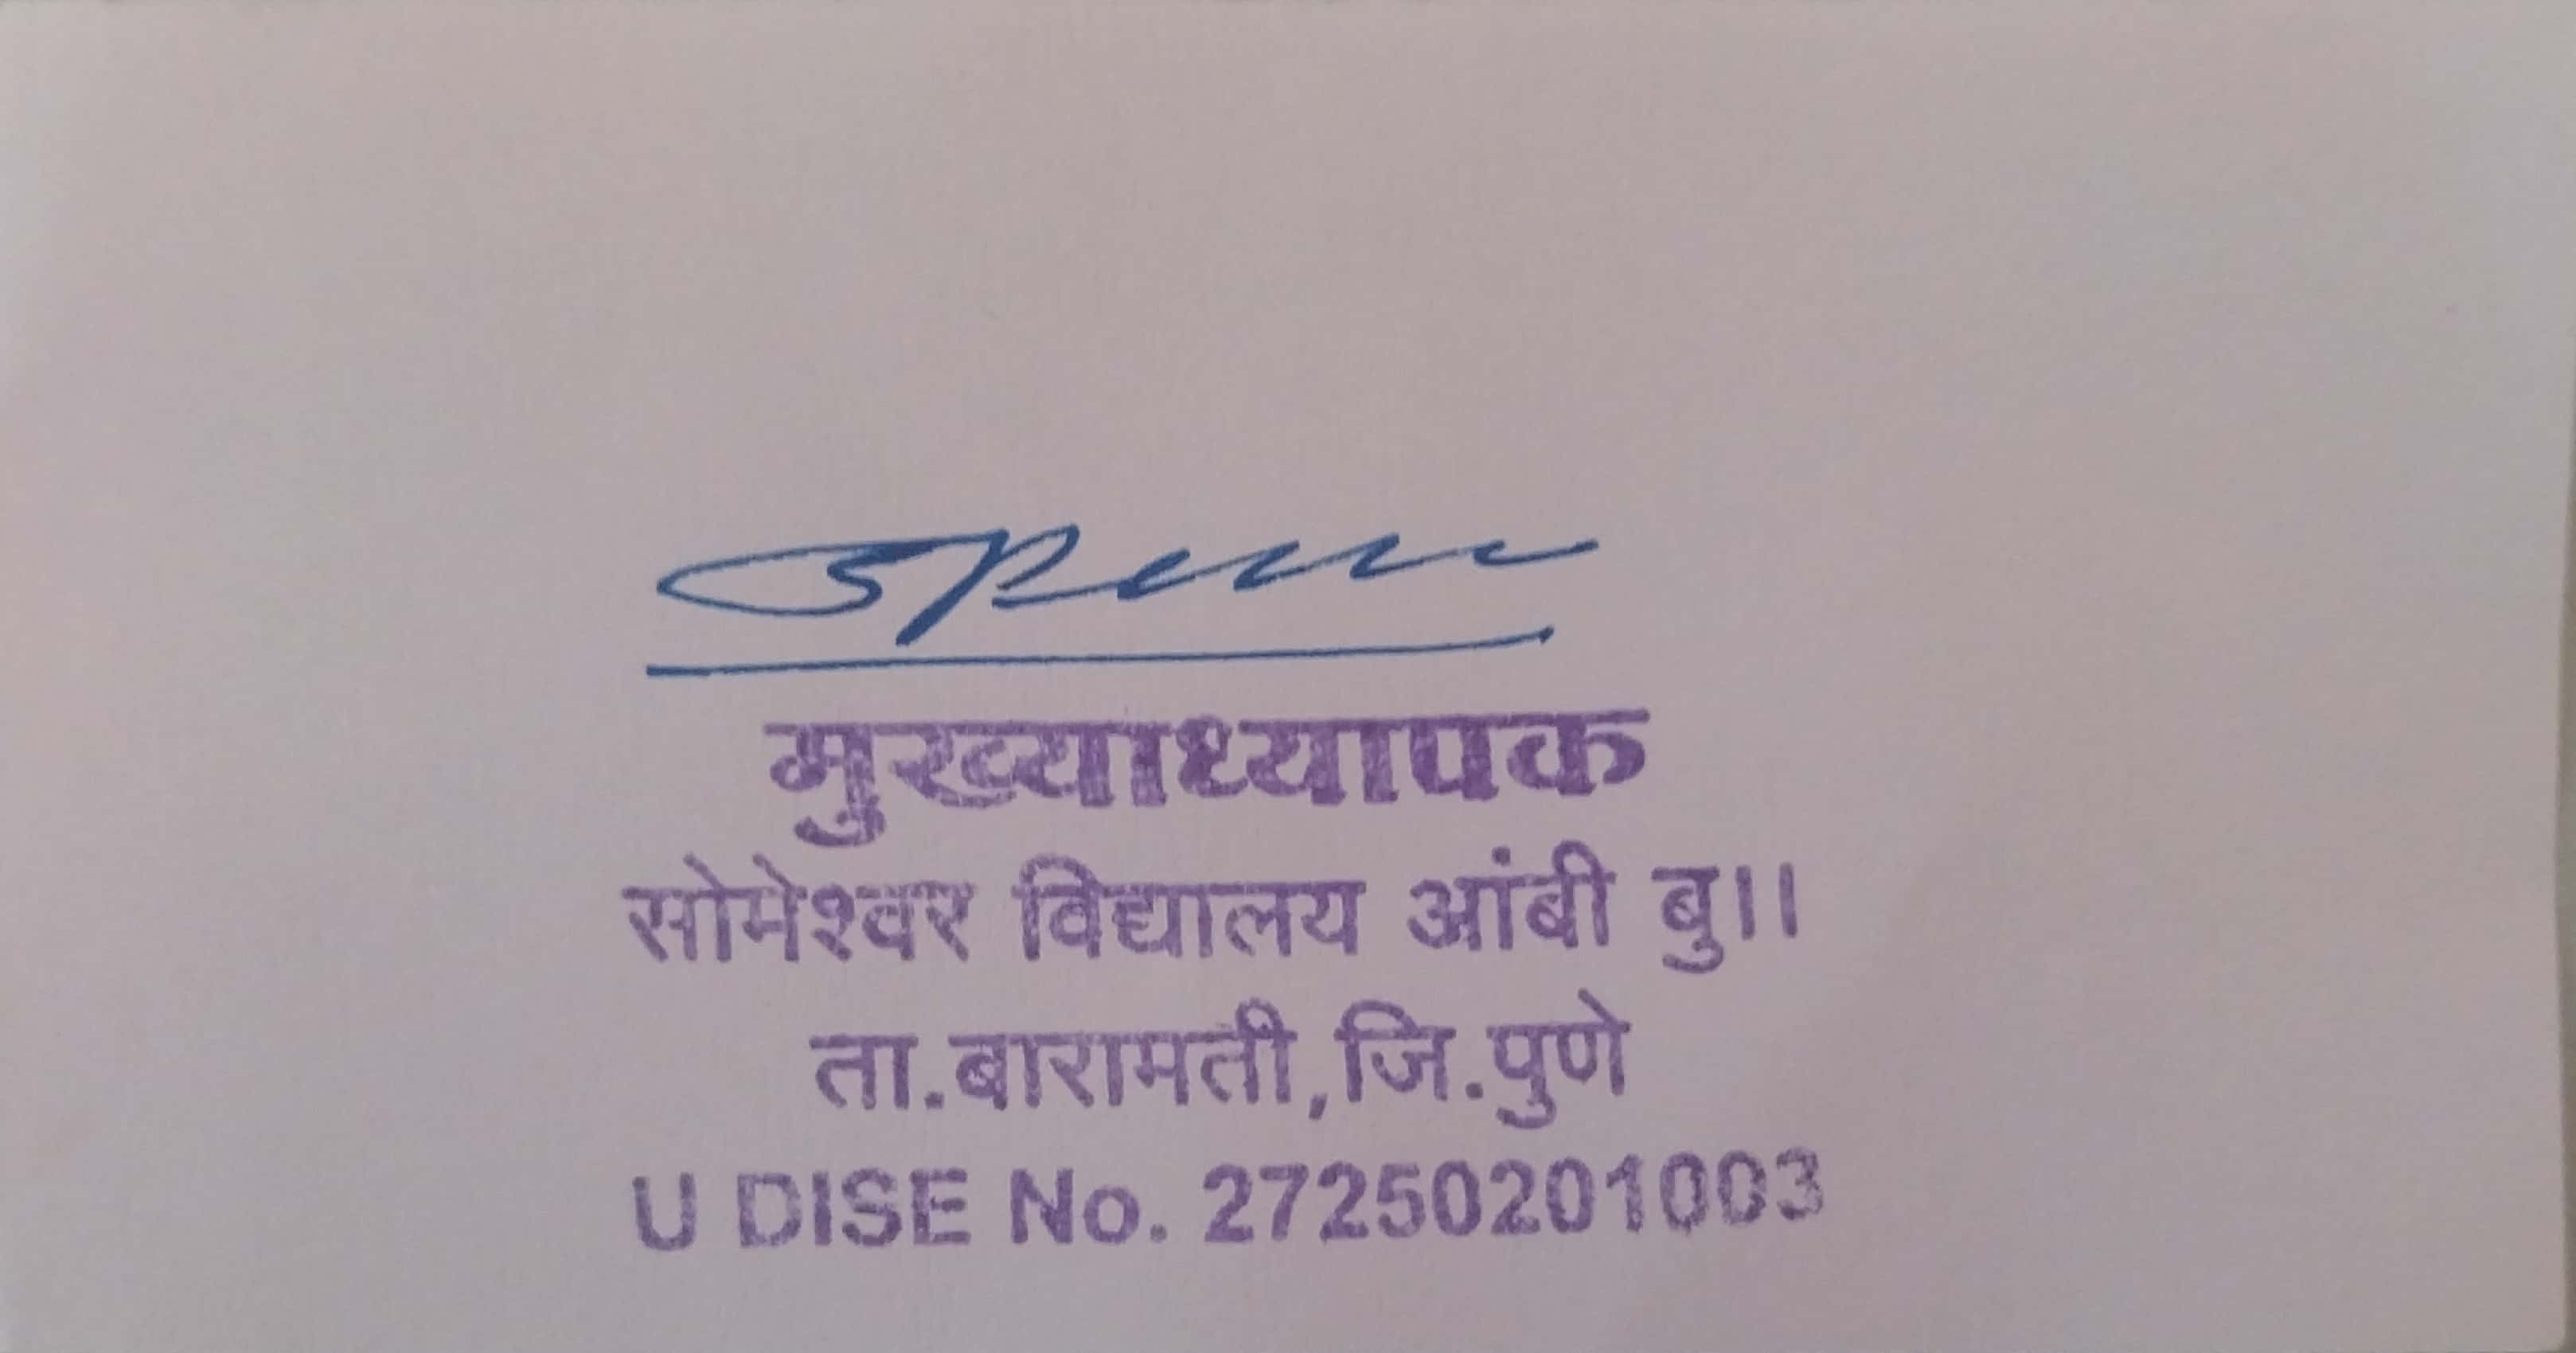 मुख्याध्यापक
सोमेश्वर विद्यालय आंबी बु॥
ता.बारामती,जि.पुणे
U DISE No. 27250201003